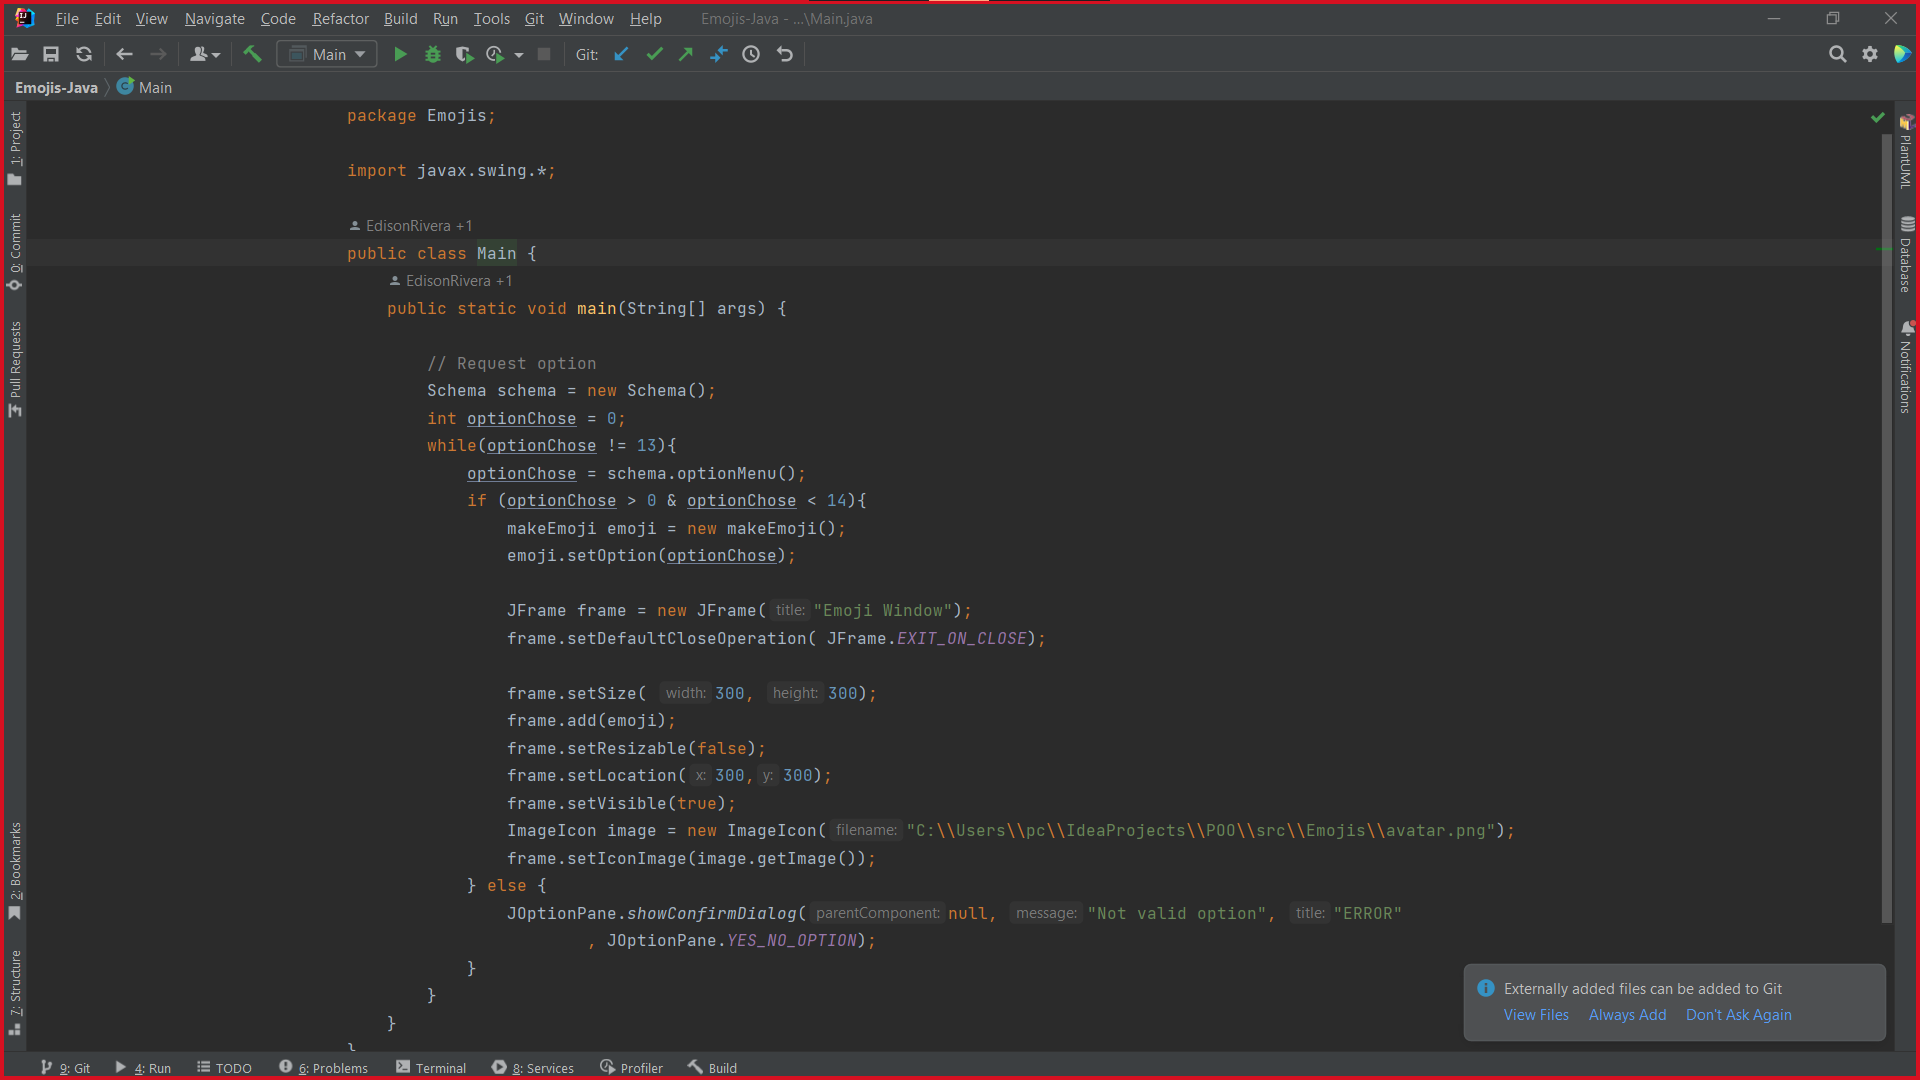 File Edit View Navigate Code Refactor Build Run Tools Git Window Help Emojis-Java - ...\Main.java
Main Git:
Emojis-Java Main
1: Project
0: Commit
Pull Requests
2: Bookmarks
7: Structure
package Emojis;
import javax.swing.*;
EdisonRivera +1
public class Main {
EdisonRivera +1
public static void main(String[] args) {
// Request option
Schema schema = new Schema();
int optionChose = 0;
while(optionChose != 13){
optionChose = schema.optionMenu();
if (optionChose > 0 & optionChose < 14){
makeEmoji emoji = new makeEmoji();
emoji.setOption(optionChose);
JFrame frame = new JFrame( title: "Emoji Window");
frame.setDefaultCloseOperation( JFrame.EXIT_ON_CLOSE);
frame.setSize( width: 300, height: 300);
frame.add(emoji);
frame.setResizable(false);
frame.setLocation( x: 300, y: 300);
frame.setVisible(true);
ImageIcon image = new ImageIcon( filename: "C:\\Users\\pc\\IdeaProjects\\POO\\src\\Emojis\\avatar.png");
frame.setIconImage(image.getImage());
} else {
JOptionPane.showConfirmDialog( parentComponent: null, message: "Not valid option", title: "ERROR"
, JOptionPane.YES_NO_OPTION);
}
}
}
}
PlantUML
Database
Notifications
Externally added files can be added to Git
View Files Always Add Don't Ask Again
9: Git 4: Run TODO 6: Problems Terminal 8: Services Profiler Build